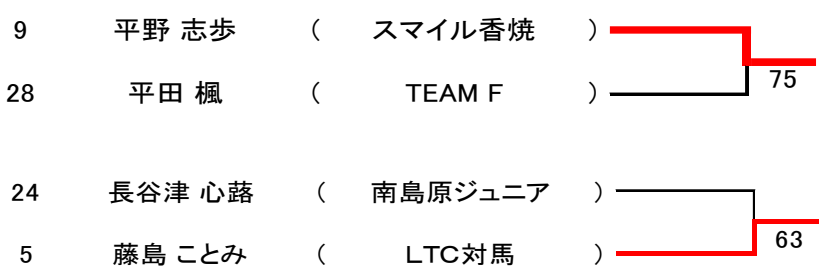 9 平野 志歩 ( スマイル香焼 )
75
28 平田 楓 ( TEAM F )
24 長谷津 心蕗 ( 南島原ジュニア )
63
5 藤島 ことみ ( LTC対馬 )